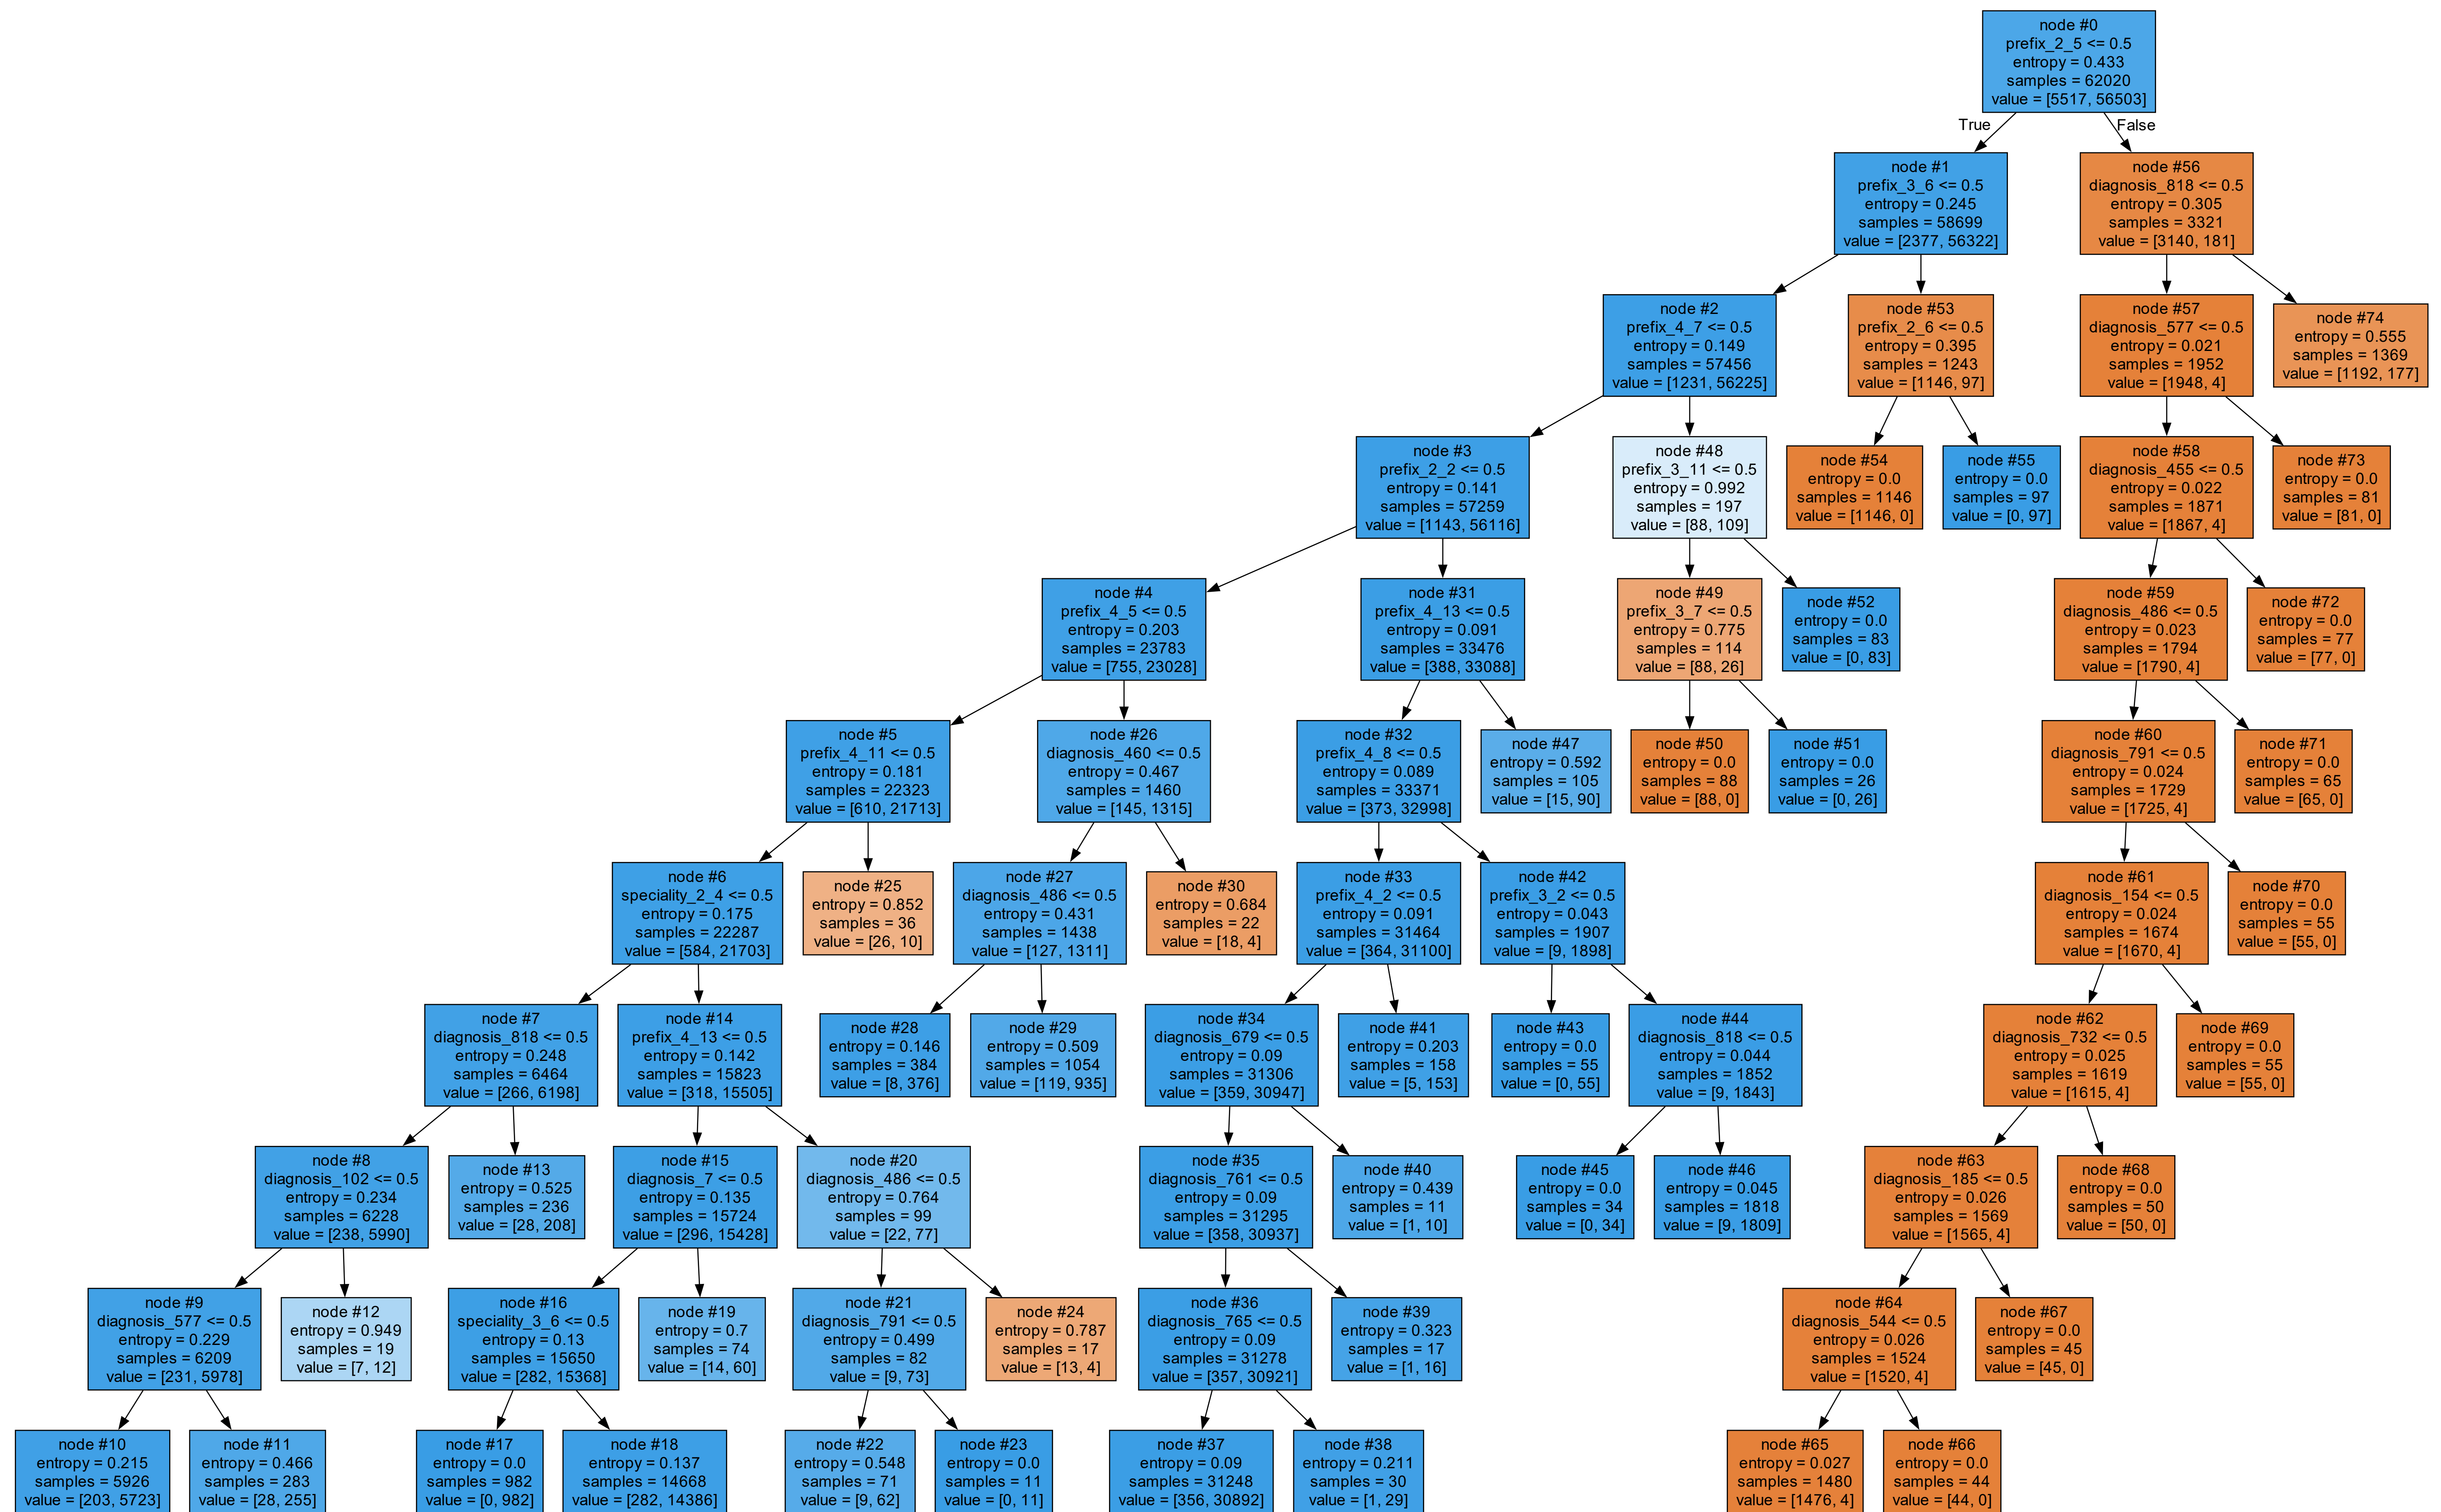 node #0
prefix_2_5 <= 0.5
entropy = 0.433
samples = 62020
value = [5517, 56503]
True
False
node #1
prefix_3_6 <= 0.5
entropy = 0.245
samples = 58699
value = [2377, 56322]
node #56
diagnosis_818 <= 0.5
entropy = 0.305
samples = 3321
value = [3140, 181]
node #2
prefix_4_7 <= 0.5
entropy = 0.149
samples = 57456
value = [1231, 56225]
node #53
prefix_2_6 <= 0.5
entropy = 0.395
samples = 1243
value = [1146, 97]
node #57
diagnosis_577 <= 0.5
entropy = 0.021
samples = 1952
value = [1948, 4]
node #74
entropy = 0.555
samples = 1369
value = [1192, 177]
node #3
prefix_2_2 <= 0.5
entropy = 0.141
samples = 57259
value = [1143, 56116]
node #48
prefix_3_11 <= 0.5
entropy = 0.992
samples = 197
value = [88, 109]
node #54
entropy = 0.0
samples = 1146
value = [1146, 0]
node #55
entropy = 0.0
samples = 97
value = [0, 97]
node #58
diagnosis_455 <= 0.5
entropy = 0.022
samples = 1871
value = [1867, 4]
node #73
entropy = 0.0
samples = 81
value = [81, 0]
node #4
prefix_4_5 <= 0.5
entropy = 0.203
samples = 23783
value = [755, 23028]
node #31
prefix_4_13 <= 0.5
entropy = 0.091
samples = 33476
value = [388, 33088]
node #49
prefix_3_7 <= 0.5
entropy = 0.775
samples = 114
value = [88, 26]
node #52
entropy = 0.0
samples = 83
value = [0, 83]
node #59
diagnosis_486 <= 0.5
entropy = 0.023
samples = 1794
value = [1790, 4]
node #72
entropy = 0.0
samples = 77
value = [77, 0]
node #5
prefix_4_11 <= 0.5
entropy = 0.181
samples = 22323
value = [610, 21713]
node #26
diagnosis_460 <= 0.5
entropy = 0.467
samples = 1460
value = [145, 1315]
node #32
prefix_4_8 <= 0.5
entropy = 0.089
samples = 33371
value = [373, 32998]
node #47
entropy = 0.592
samples = 105
value = [15, 90]
node #50
entropy = 0.0
samples = 88
value = [88, 0]
node #51
entropy = 0.0
samples = 26
value = [0, 26]
node #60
diagnosis_791 <= 0.5
entropy = 0.024
samples = 1729
value = [1725, 4]
node #71
entropy = 0.0
samples = 65
value = [65, 0]
node #6
speciality_2_4 <= 0.5
entropy = 0.175
samples = 22287
value = [584, 21703]
node #25
entropy = 0.852
samples = 36
value = [26, 10]
node #27
diagnosis_486 <= 0.5
entropy = 0.431
samples = 1438
value = [127, 1311]
node #30
entropy = 0.684
samples = 22
value = [18, 4]
node #33
prefix_4_2 <= 0.5
entropy = 0.091
samples = 31464
value = [364, 31100]
node #42
prefix_3_2 <= 0.5
entropy = 0.043
samples = 1907
value = [9, 1898]
node #61
diagnosis_154 <= 0.5
entropy = 0.024
samples = 1674
value = [1670, 4]
node #70
entropy = 0.0
samples = 55
value = [55, 0]
node #7
diagnosis_818 <= 0.5
entropy = 0.248
samples = 6464
value = [266, 6198]
node #14
prefix_4_13 <= 0.5
entropy = 0.142
samples = 15823
value = [318, 15505]
node #28
entropy = 0.146
samples = 384
value = [8, 376]
node #29
entropy = 0.509
samples = 1054
value = [119, 935]
node #34
diagnosis_679 <= 0.5
entropy = 0.09
samples = 31306
value = [359, 30947]
node #41
entropy = 0.203
samples = 158
value = [5, 153]
node #43
entropy = 0.0
samples = 55
value = [0, 55]
node #44
diagnosis_818 <= 0.5
entropy = 0.044
samples = 1852
value = [9, 1843]
node #62
diagnosis_732 <= 0.5
entropy = 0.025
samples = 1619
value = [1615, 4]
node #69
entropy = 0.0
samples = 55
value = [55, 0]
node #8
diagnosis_102 <= 0.5
entropy = 0.234
samples = 6228
value = [238, 5990]
node #13
entropy = 0.525
samples = 236
value = [28, 208]
node #15
diagnosis_7 <= 0.5
entropy = 0.135
samples = 15724
value = [296, 15428]
node #20
diagnosis_486 <= 0.5
entropy = 0.764
samples = 99
value = [22, 77]
node #35
diagnosis_761 <= 0.5
entropy = 0.09
samples = 31295
value = [358, 30937]
node #40
entropy = 0.439
samples = 11
value = [1, 10]
node #45
entropy = 0.0
samples = 34
value = [0, 34]
node #46
entropy = 0.045
samples = 1818
value = [9, 1809]
node #63
diagnosis_185 <= 0.5
entropy = 0.026
samples = 1569
value = [1565, 4]
node #68
entropy = 0.0
samples = 50
value = [50, 0]
node #9
diagnosis_577 <= 0.5
entropy = 0.229
samples = 6209
value = [231, 5978]
node #12
entropy = 0.949
samples = 19
value = [7, 12]
node #16
speciality_3_6 <= 0.5
entropy = 0.13
samples = 15650
value = [282, 15368]
node #19
entropy = 0.7
samples = 74
value = [14, 60]
node #21
diagnosis_791 <= 0.5
entropy = 0.499
samples = 82
value = [9, 73]
node #24
entropy = 0.787
samples = 17
value = [13, 4]
node #36
diagnosis_765 <= 0.5
entropy = 0.09
samples = 31278
value = [357, 30921]
node #39
entropy = 0.323
samples = 17
value = [1, 16]
node #64
diagnosis_544 <= 0.5
entropy = 0.026
samples = 1524
value = [1520, 4]
node #67
entropy = 0.0
samples = 45
value = [45, 0]
node #10
entropy = 0.215
samples = 5926
value = [203, 5723]
node #11
entropy = 0.466
samples = 283
value = [28, 255]
node #17
entropy = 0.0
samples = 982
value = [0, 982]
node #18
entropy = 0.137
samples = 14668
value = [282, 14386]
node #22
entropy = 0.548
samples = 71
value = [9, 62]
node #23
entropy = 0.0
samples = 11
value = [0, 11]
node #37
entropy = 0.09
samples = 31248
value = [356, 30892]
node #38
entropy = 0.211
samples = 30
value = [1, 29]
node #65
entropy = 0.027
samples = 1480
value = [1476, 4]
node #66
entropy = 0.0
samples = 44
value = [44, 0]